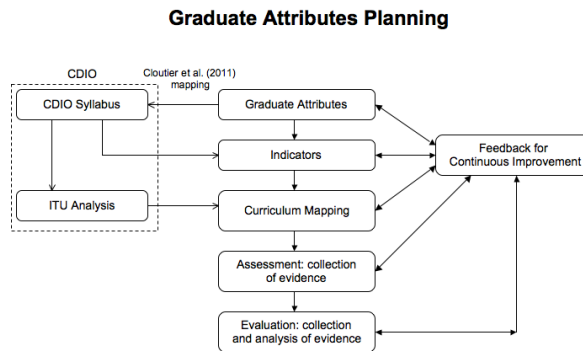 Graduate Attributes Planning
CDIO
Cloutier et al. (2011)
mapping
CDIO Syllabus
Graduate Attributes
Indicators
Feedback for
Continuous Improvement
ITU Analysis
Curriculum Mapping
Assessment: collection
of evidence
Evaluation: collection
and analysis of evidence